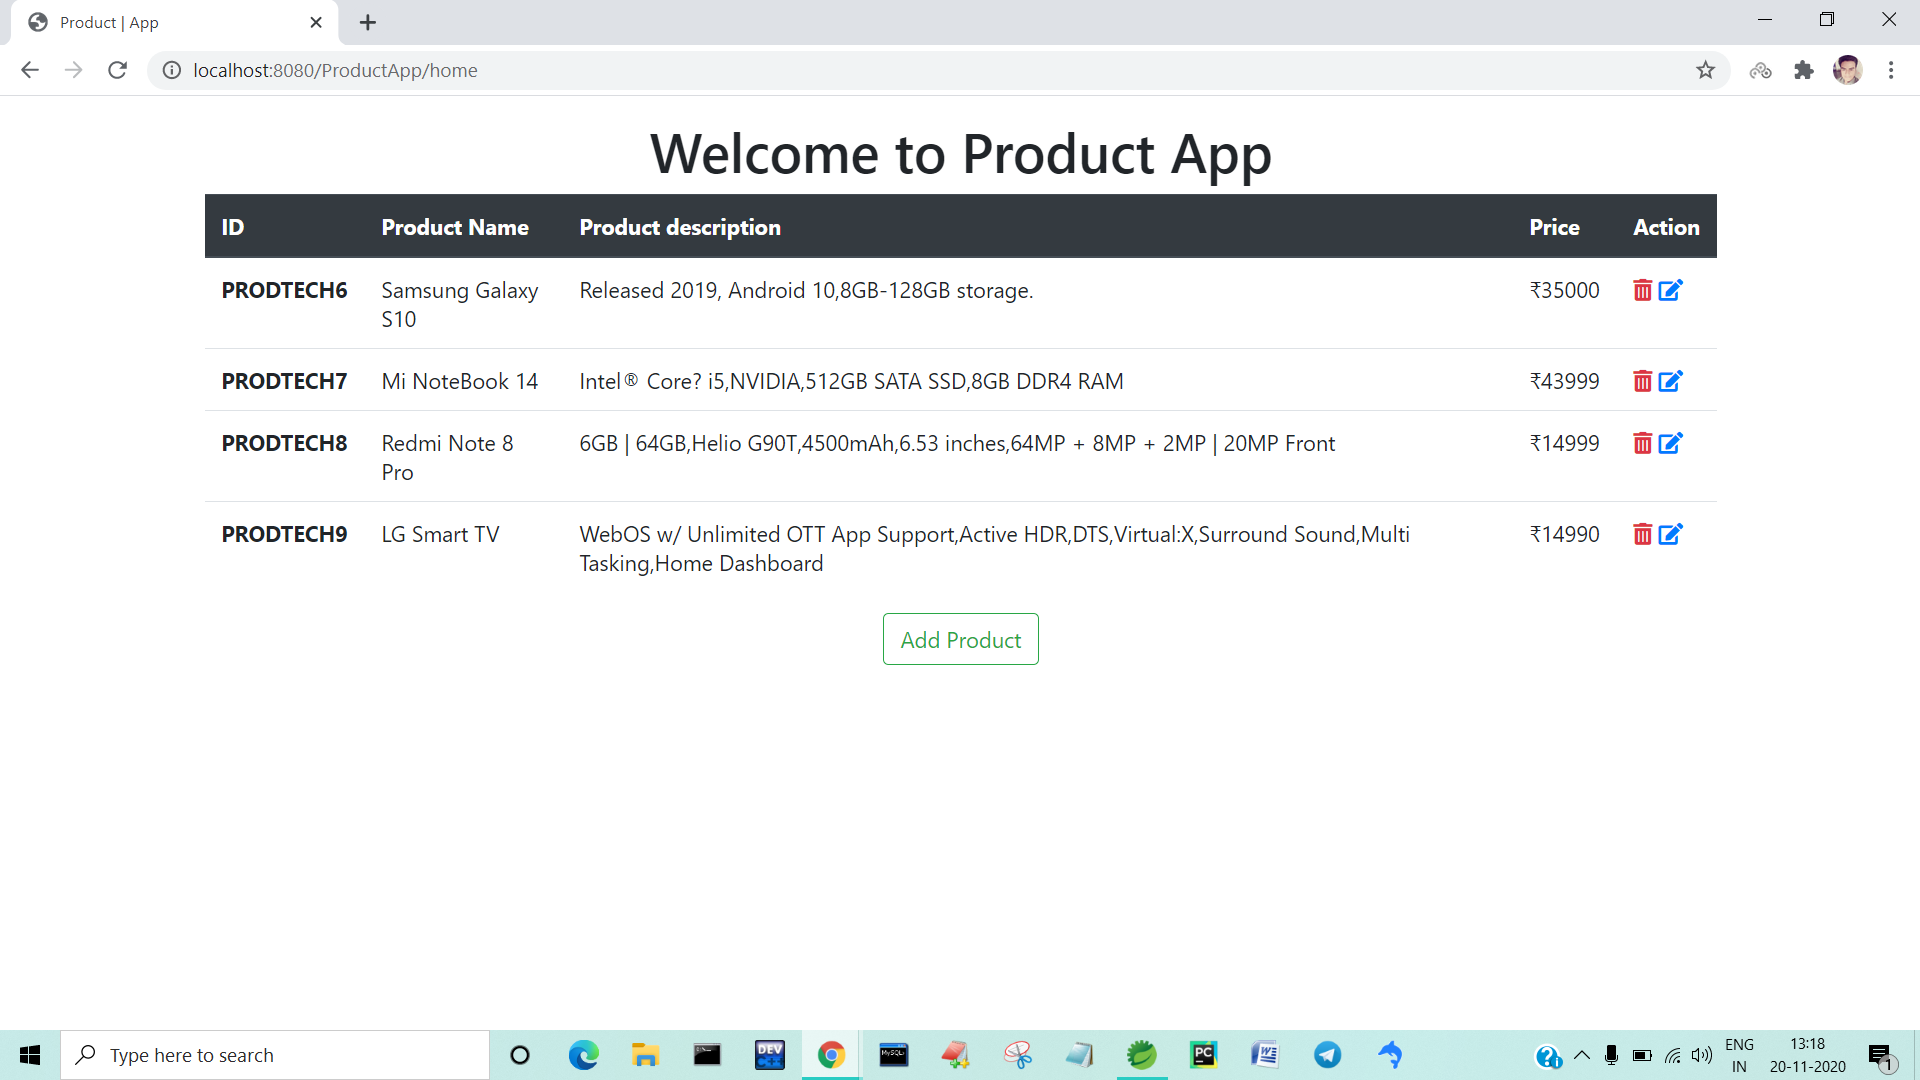 Product | App
localhost:8080/ProductApp/home
Welcome to Product App
ID Product Name Product description Price Action
PRODTECH6 Samsung Galaxy Released 2019, Android 10,8GB-128GB storage. ₹35000
S10
PRODTECH7 Mi NoteBook 14 Intel® Core? i5,NVIDIA,512GB SATA SSD,8GB DDR4 RAM ₹43999
PRODTECH8 Redmi Note 8 6GB | 64GB,Helio G90T,4500mAh,6.53 inches,64MP + 8MP + 2MP | 20MP Front ₹14999
Pro
PRODTECH9 LG Smart TV WebOS w/ Unlimited OTT App Support,Active HDR,DTS,Virtual:X,Surround Sound,Multi ₹14990
Tasking,Home Dashboard
Add Product
Type here to search
DEV
MySQL
PC
W
ENG
IN
13:18
20-11-2020
1